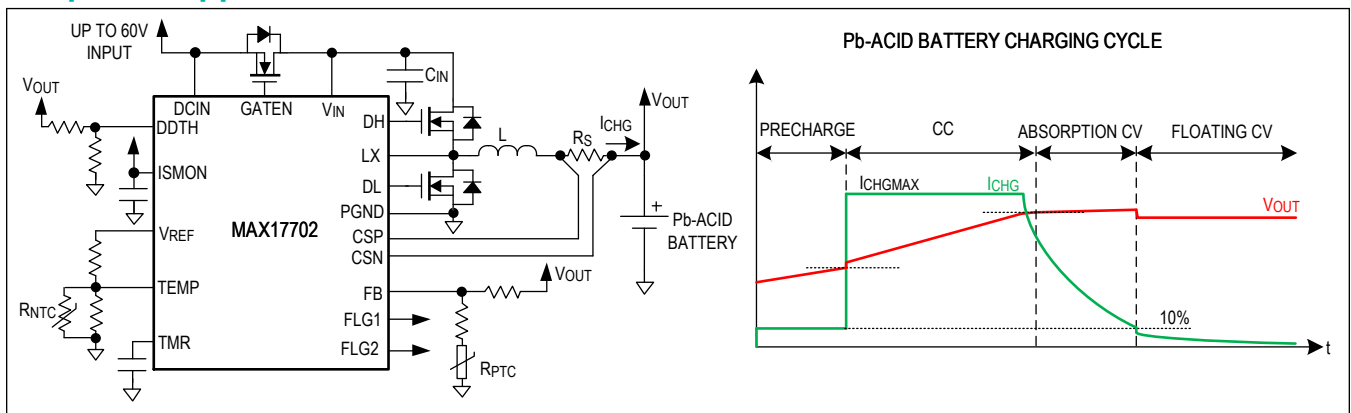 UP TO 60V
INPUT
VOUT
DCIN
GATEN
VIN
CIN
DDTH
ISMON
VREF
TEMP
RNTC
TMR
MAX17702
DH
LX
DL
PGND
CSP
CSN
FB
FLG1
FLG2
L
RS
ICHG
VOUT
+
Pb-ACID
BATTERY
VOUT
RPTC
Pb-ACID BATTERY CHARGING CYCLE
PRECHARGE
CC
ABSORPTION CV
FLOATING CV
ICHGMAX
ICHG
VOUT
10%
t